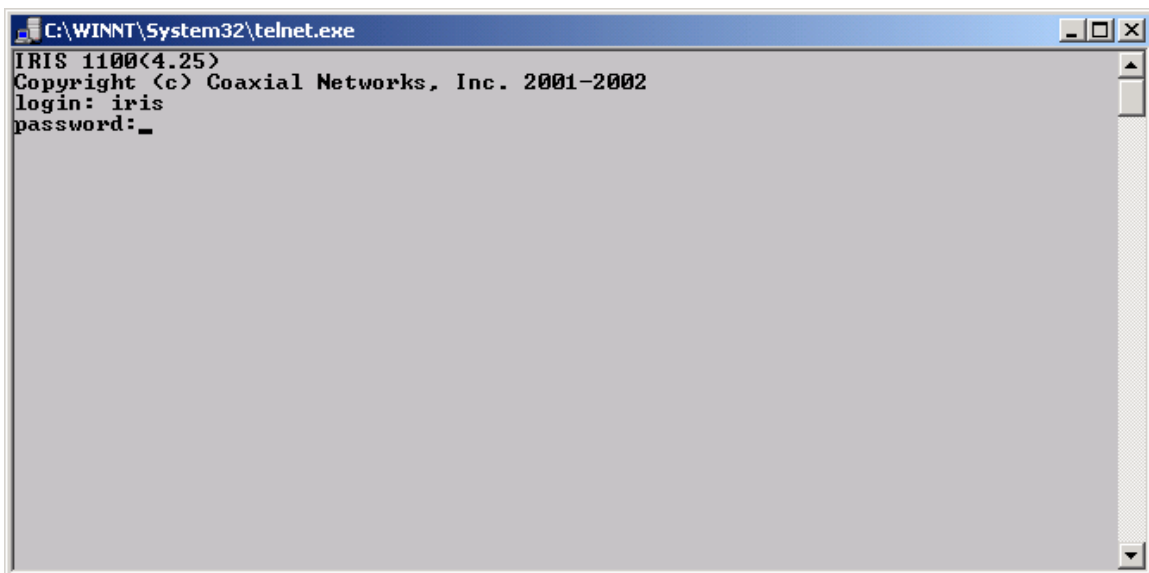 C:\WINNT\System32\telnet.exe
IRIS 1100(4.25)
Copyright (c) Coaxial Networks, Inc. 2001-2002
login: iris
password:_